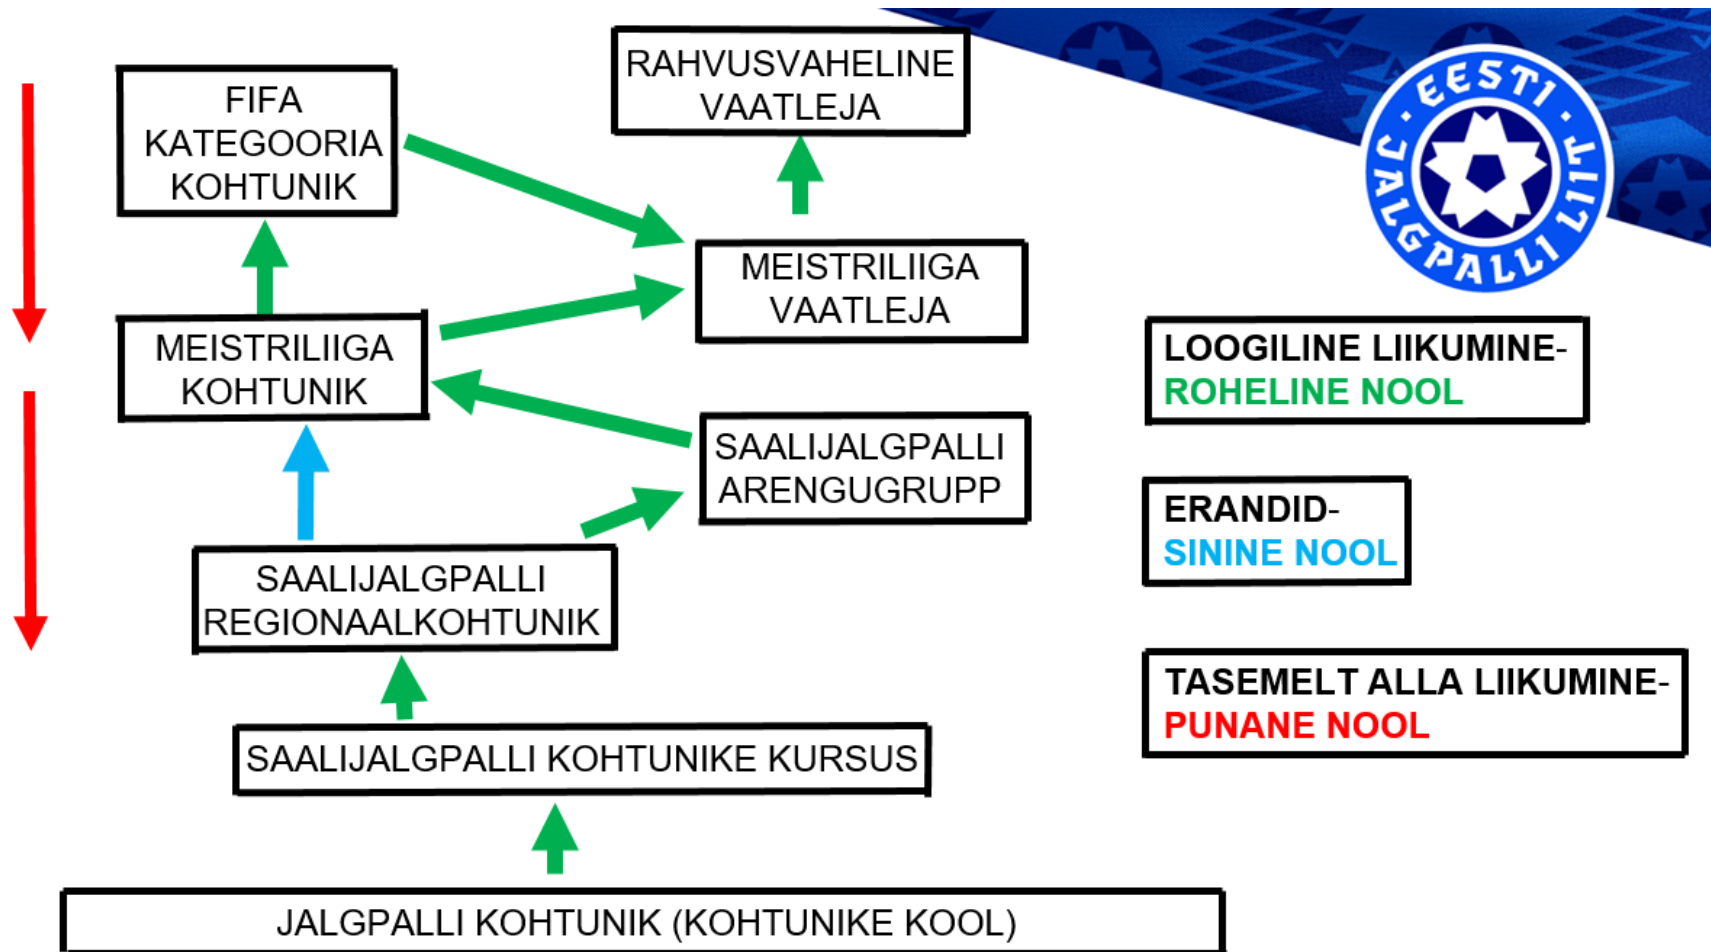 RAHVUSVAHELINE
VAATLEJA
FIFA
KATEGOORIA
KOHTUNIK
EESTI
JALGPALLI LIIT
MEISTRILIIGA
VAATLEJA
MEISTRILIIGA
KOHTUNIK
LOOGILINE LIIKUMINE-
ROHELINE NOOL
SAALIJALGPALLI
ARENGUGRUPP
ERANDID-
SININE NOOL
SAALIJALGPALLI
REGIONAALKOHTUNIK
TASEMELT ALLA LIIKUMINE-
PUNANE NOOL
SAALIJALGPALLI KOHTUNIKE KURSUS
JALGPALLI KOHTUNIK (KOHTUNIKE KOOL)